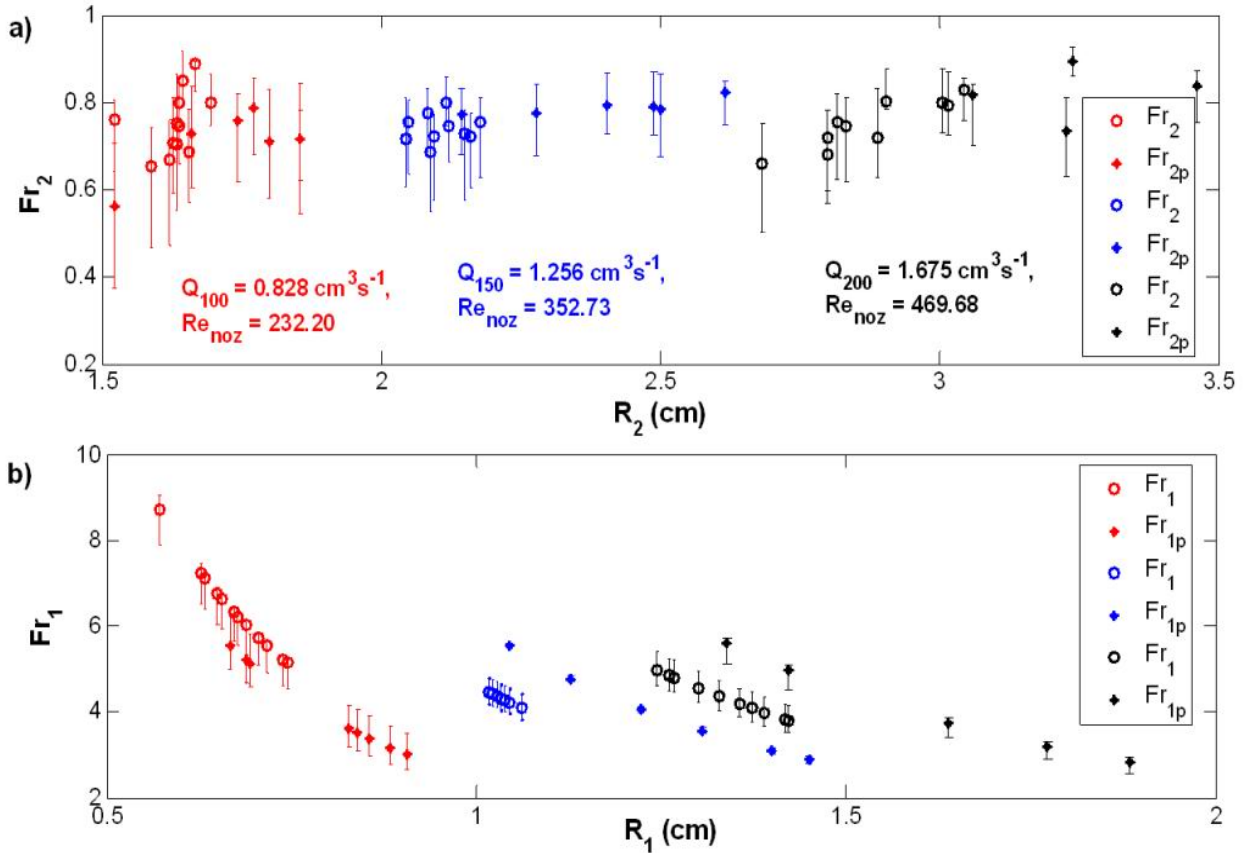 a)
1
0.8
0.6
0.4
0.2
Fr2
Q100 = 0.828 cm3s-1,
Renoz = 232.20
Q150 = 1.256 cm3s-1,
Renoz = 352.73
Q200 = 1.675 cm3s-1,
Renoz = 469.68
Fr2
Fr2p
Fr2
Fr2p
Fr2
Fr2p
1.5 2 2.5 3 3.5
R2 (cm)
b)
10
8
6
4
2
Fr1
Fr1
Fr1p
Fr1
Fr1p
Fr1
Fr1p
0.5 1 1.5 2
R1 (cm)